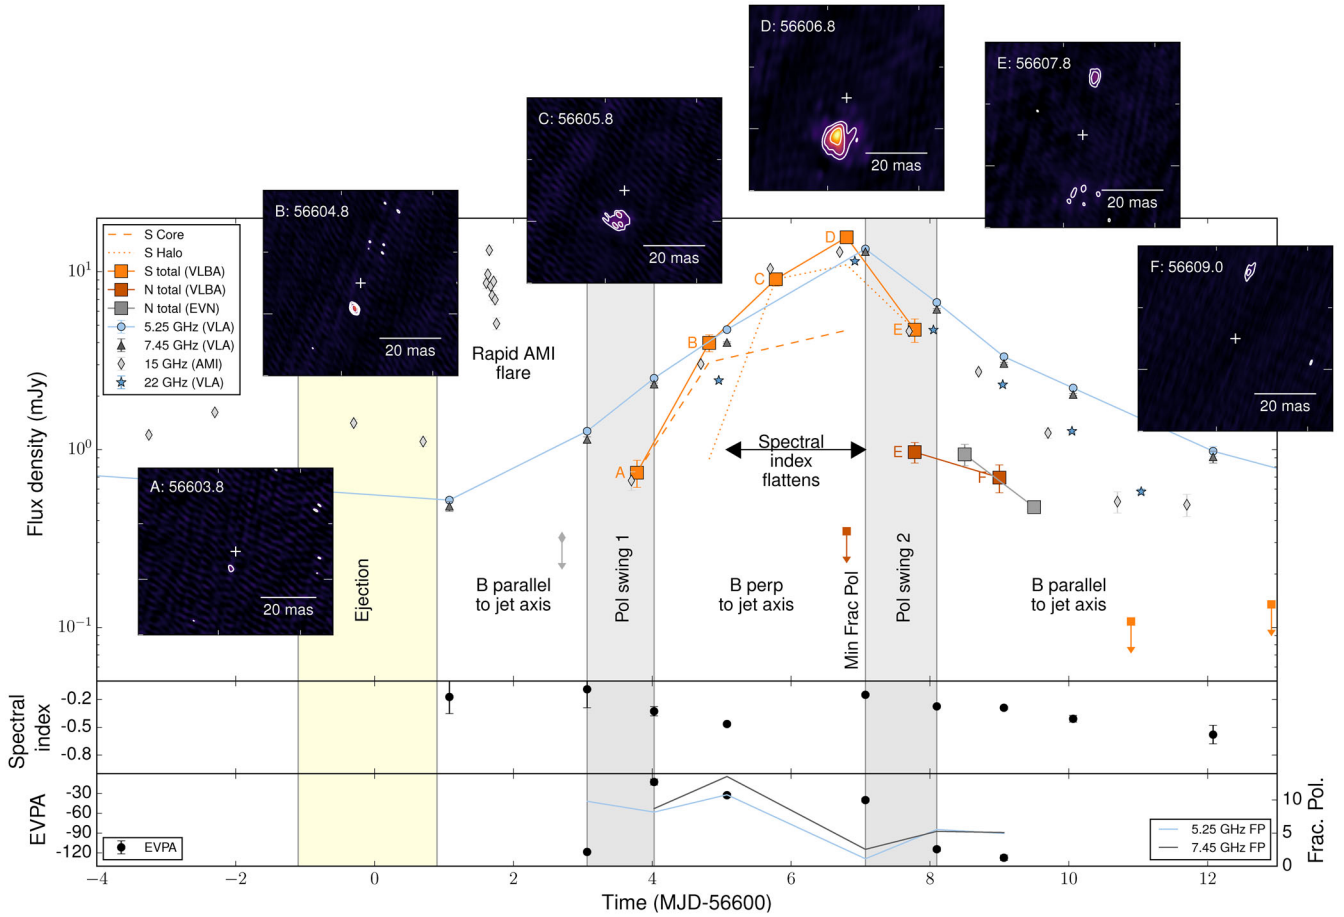 D: 56606.8
20 mas
E: 56607.8
20 mas
C: 56605.8
20 mas
B: 56604.8
20 mas
F: 56609.0
20 mas
A: 56603.8
20 mas
S Core
S Halo
S total (VLBA)
N total (VLBA)
N total (EVN)
5.25 GHz (VLA)
7.45 GHz (VLA)
15 GHz (AMI)
22 GHz (VLA)
Flux density (mJy)
10¹
10⁰
10⁻¹
Rapid AMI
flare
A
B
C
D
E
E
F
Spectral
index
flattens
Ejection
B parallel
to jet axis
Pol swing 1
B perp
to jet axis
Min Frac Pol
Pol swing 2
B parallel
to jet axis
Spectral
index
-0.2
-0.5
-0.8
EVPA
-30
-60
-90
-120
EVPA
5.25 GHz FP
7.45 GHz FP
10
5
0
Frac. Pol.
−4
−2
0
2
4
6
8
10
12
Time (MJD-56600)